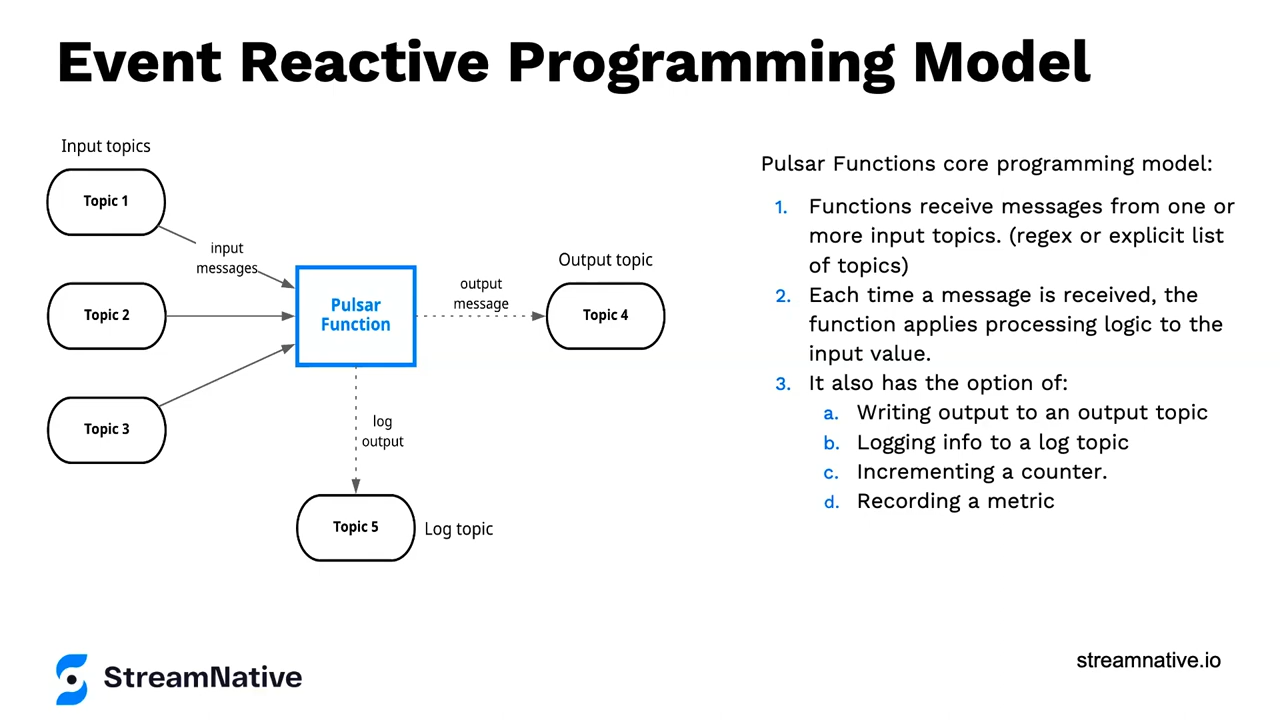 Event Reactive Programming Model
Input topics
Topic 1
input
messages
Topic 2
Topic 3
Pulsar
Function
output
message
Output topic
Topic 4
log
output
Topic 5
Log topic
Pulsar Functions core programming model:
1. Functions receive messages from one or
more input topics. (regex or explicit list
of topics)
2. Each time a message is received, the
function applies processing logic to the
input value.
3. It also has the option of:
a. Writing output to an output topic
b. Logging info to a log topic
c. Incrementing a counter.
d. Recording a metric
StreamNative
streamnative.io